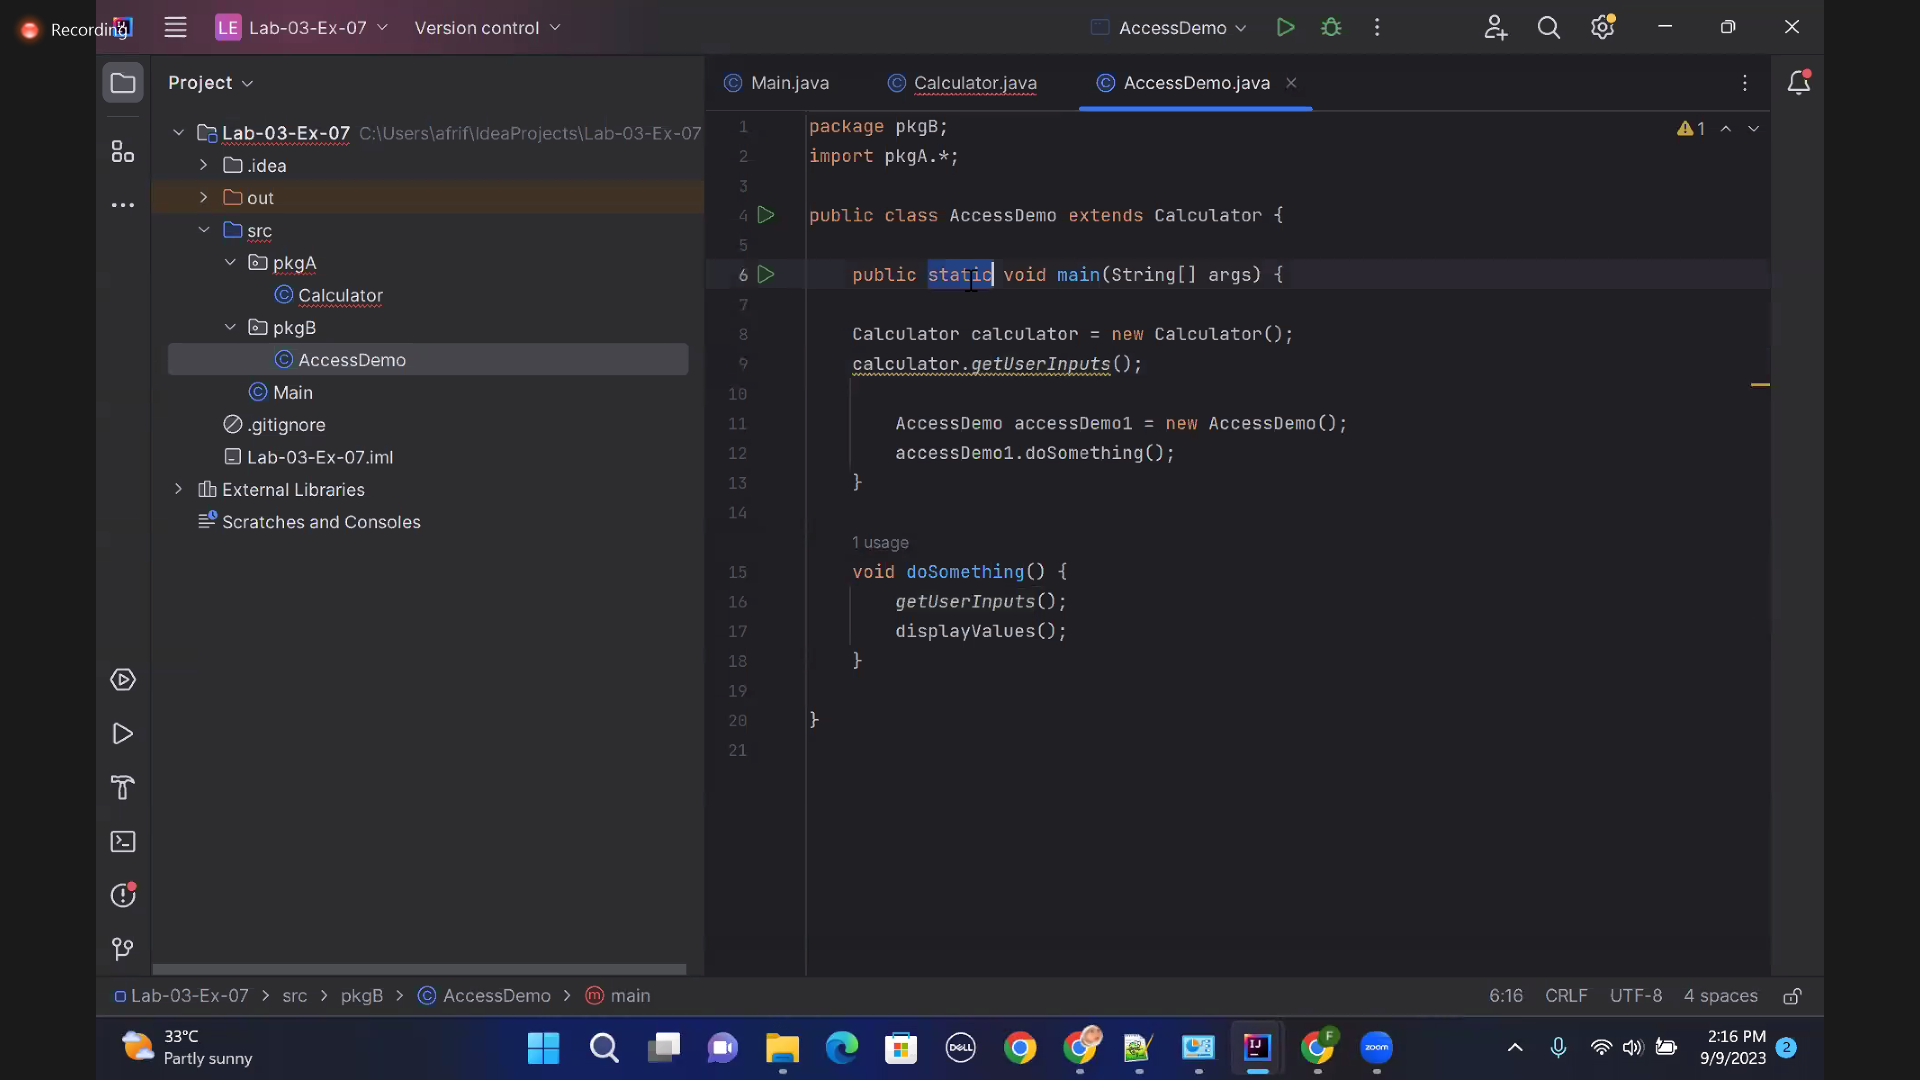 Recording
LE Lab-03-Ex-07
Version control
AccessDemo
Project
Main.java
Calculator.java
AccessDemo.java
Lab-03-Ex-07 C:\Users\afrif\IdeaProjects\Lab-03-Ex-07
.idea
out
src
pkgA
Calculator
pkgB
AccessDemo
Main
.gitignore
Lab-03-Ex-07.iml
External Libraries
Scratches and Consoles
1 package pkgB;
2 import pkgA.*;
3
4 public class AccessDemo extends Calculator {
5
6 public static void main(String[] args) {
7
8 Calculator calculator = new Calculator();
9 calculator.getUserInputs();
10
11 AccessDemo accessDemo1 = new AccessDemo();
12 accessDemo1.doSomething();
13 }
14
1 usage
15 void doSomething() {
16 getUserInputs();
17 displayValues();
18 }
19
20 }
21
1
Lab-03-Ex-07 > src > pkgB > AccessDemo > main
6:16 CRLF UTF-8 4 spaces
33°C
Partly sunny
DELL
IJ
F
zoom
2:16 PM
9/9/2023
2